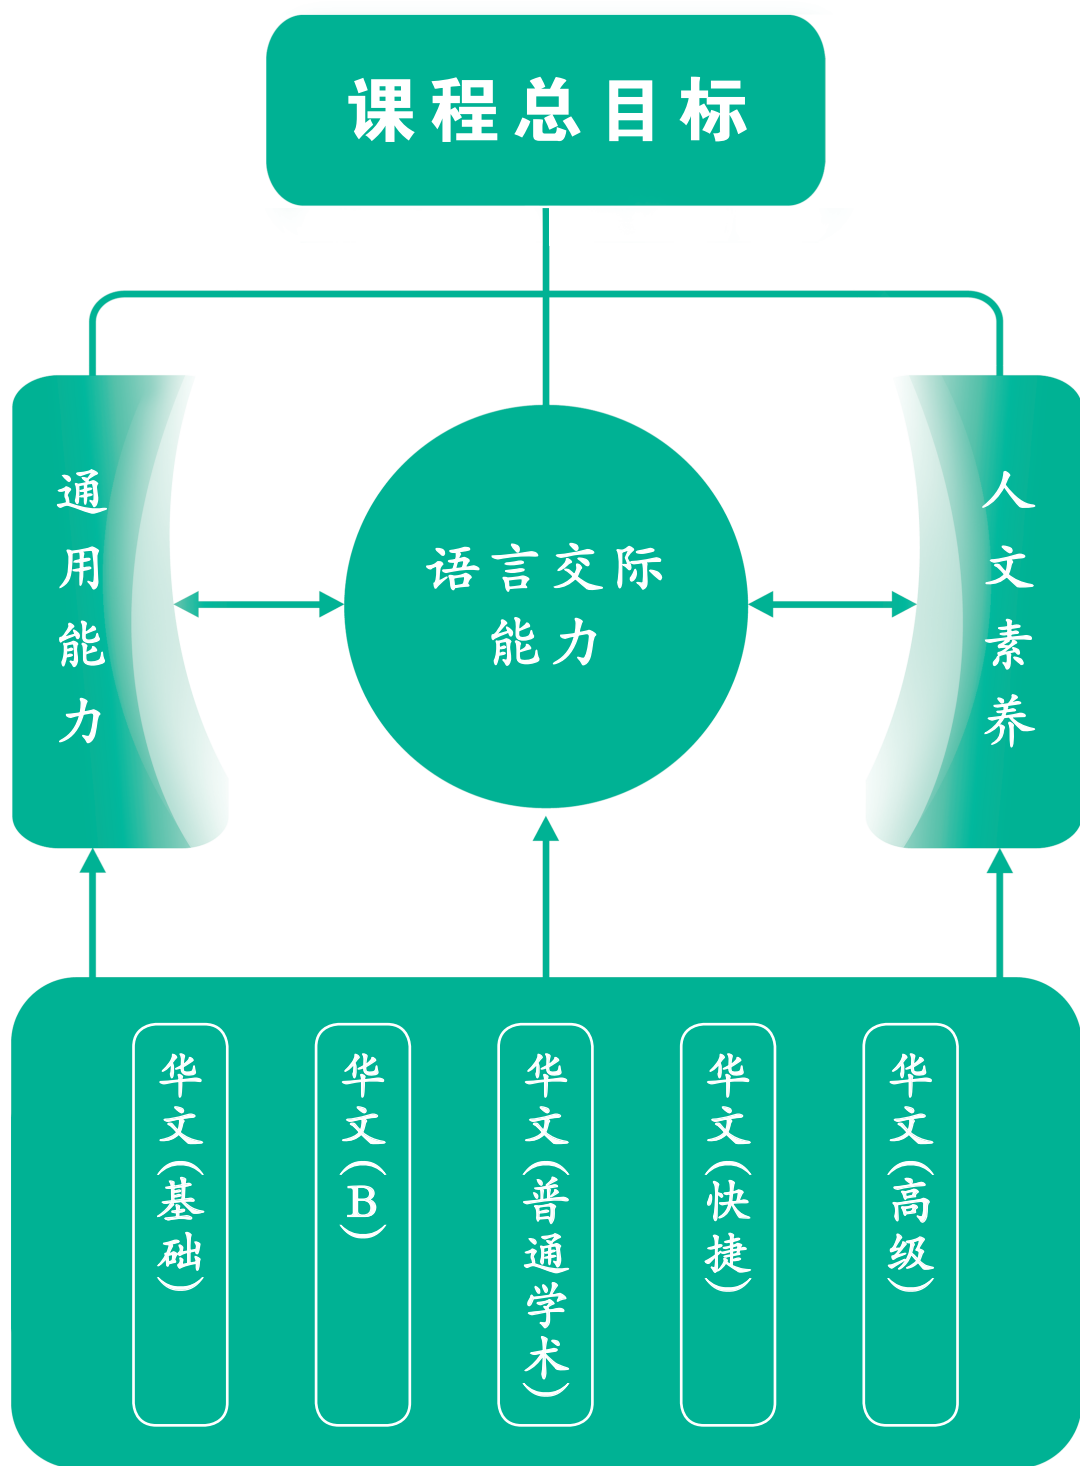 课程总目标
通用能力
语言交际
能力
人文素养
华文(基础)
华文(B)
华文(普通学术)
华文(快捷)
华文(高级)